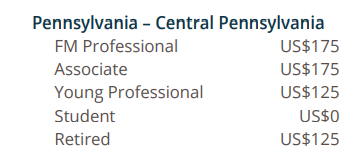 Pennsylvania – Central Pennsylvania
FM Professional US$175
Associate US$175
Young Professional US$125
Student US$0
Retired US$125